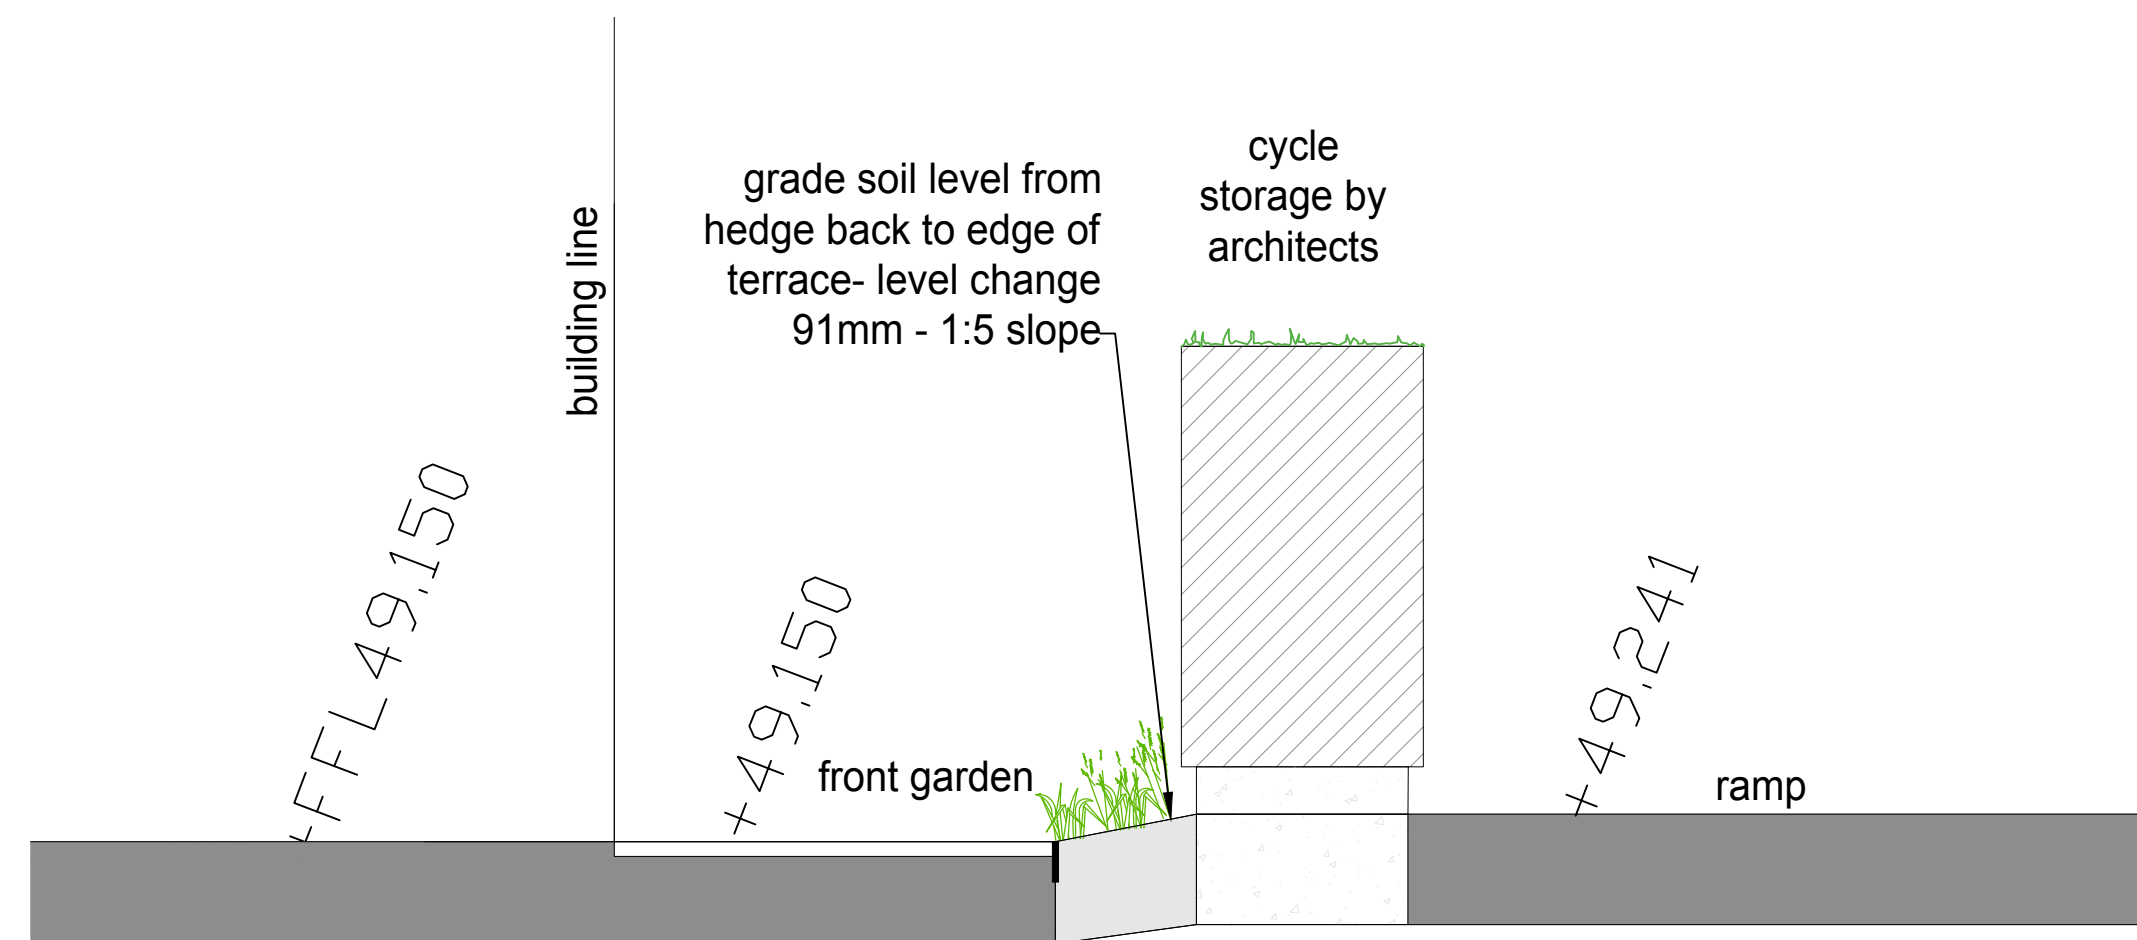 cycle
storage by
architects
grade soil level from
hedge back to edge of
terrace- level change
91mm - 1:5 slope
building line
+FFL49.150
+49.150
+49.241
front garden
ramp